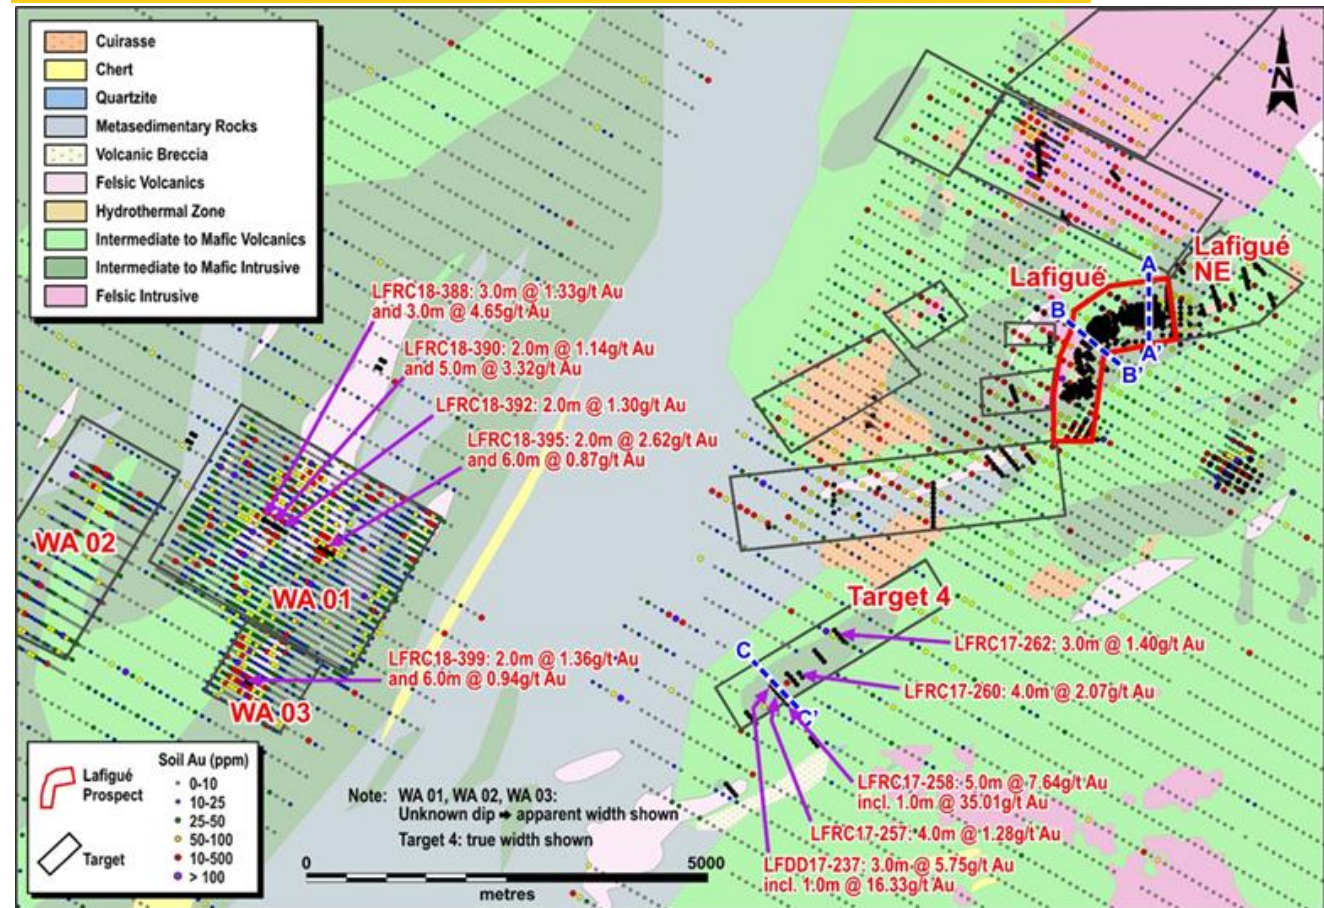 Cuirasse
Chert
Quartzite
Metasedimentary Rocks
Volcanic Breccia
Felsic Volcanics
Hydrothermal Zone
Intermediate to Mafic Volcanics
Intermediate to Mafic Intrusive
Felsic Intrusive
N
Lafigué
NE
Lafigué
A
B
A'
B'
LFRC18-388: 3.0m @ 1.33g/t Au
and 3.0m @ 4.65g/t Au
LFRC18-390: 2.0m @ 1.14g/t Au
and 5.0m @ 3.32g/t Au
LFRC18-392: 2.0m @ 1.30g/t Au
LFRC18-395: 2.0m @ 2.62g/t Au
and 6.0m @ 0.87g/t Au
WA 02
WA 01
LFRC18-399: 2.0m @ 1.36g/t Au
and 6.0m @ 0.94g/t Au
WA 03
Target 4
C
C'
LFRC17-262: 3.0m @ 1.40g/t Au
LFRC17-260: 4.0m @ 2.07g/t Au
LFRC17-258: 5.0m @ 7.64g/t Au
incl. 1.0m @ 35.01g/t Au
LFRC17-257: 4.0m @ 1.28g/t Au
LFDD17-237: 3.0m @ 5.75g/t Au
incl. 1.0m @ 16.33g/t Au
Lafigué
Prospect
Target
Soil Au (ppm)
0-10
10-25
25-50
50-100
10-500
> 100
Note: WA 01, WA 02, WA 03:
Unknown dip → apparent width shown
Target 4: true width shown
0 5000
metres